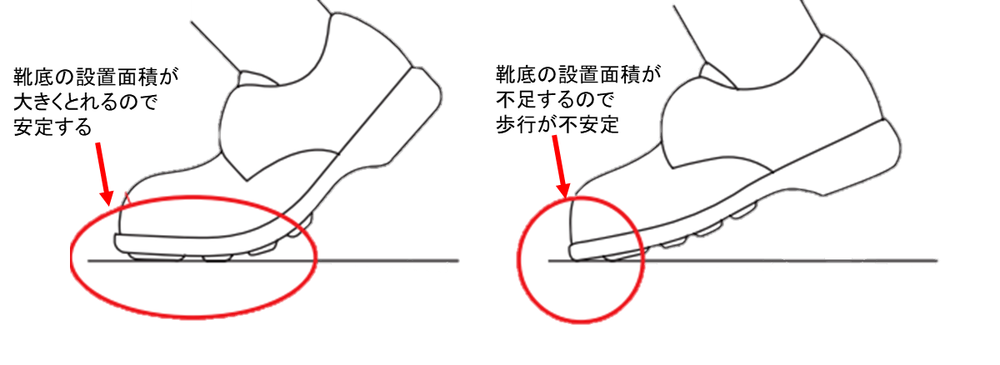 靴底の設置面積が
大きくとれるので
安定する
靴底の設置面積が
不足するので
歩行が不安定